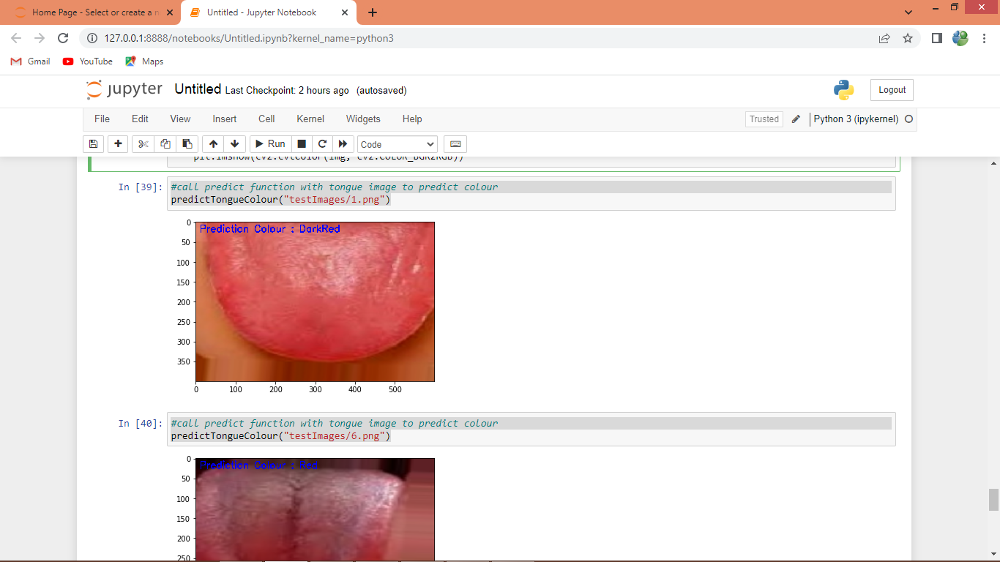 Home Page - Select or create a n
Untitled - Jupyter Notebook
127.0.0.1:8888/notebooks/Untitled.ipynb?kernel_name=python3
Gmail YouTube Maps
jupyter Untitled Last Checkpoint: 2 hours ago (autosaved)
Logout
File Edit View Insert Cell Kernel Widgets Help
Trusted Python 3 (ipykernel)
Run Code
plt.imshow(cv2.cvtColor(img, cv2.COLOR_BGR2RGB))
In [39]: #call predict function with tongue image to predict colour
predictTongueColour("testImages/1.png")
Prediction Colour : DarkRed
0
50
100
150
200
250
300
350
0 100 200 300 400 500
In [40]: #call predict function with tongue image to predict colour
predictTongueColour("testImages/6.png")
Prediction Colour : Red
0
50
100
150
200
250